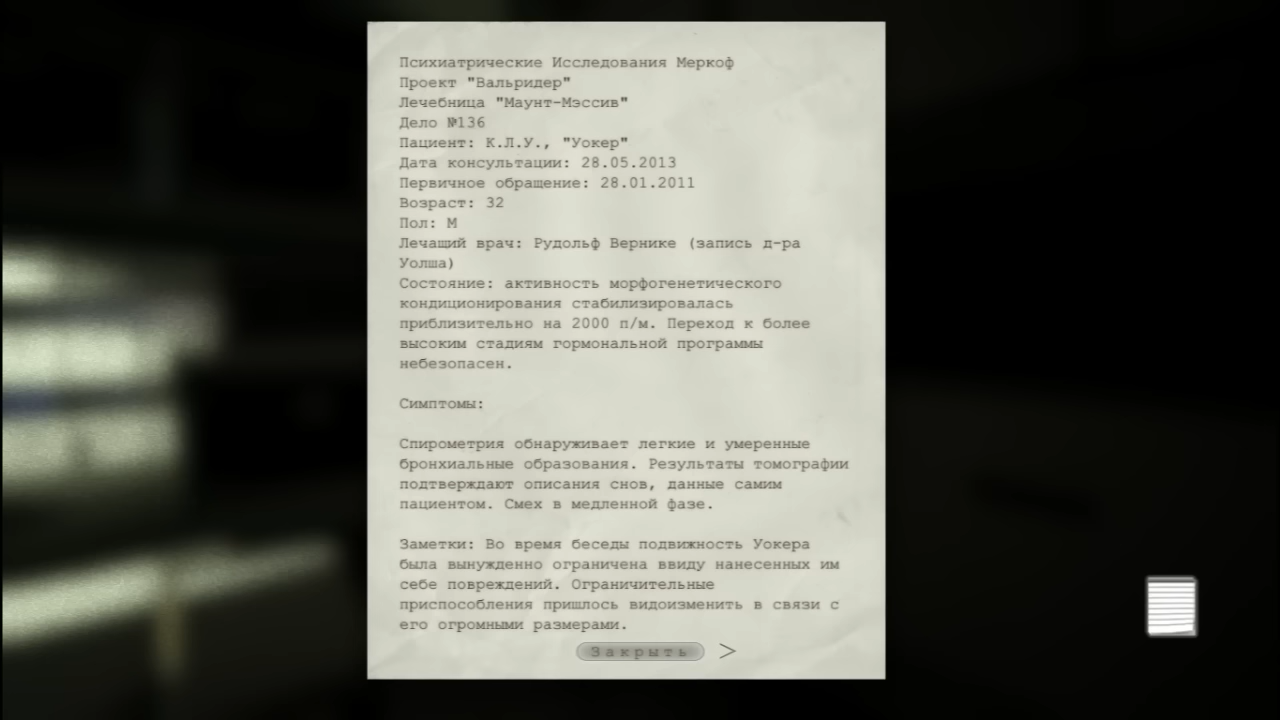 Психиатрические Исследования Меркоф
Проект "Вальридер"
Лечебница "Маунт-Мэссив"
Дело №136
Пациент: К.Л.У., "Уокер"
Дата консультации: 28.05.2013
Первичное обращение: 28.01.2011
Возраст: 32
Пол: М
Лечащий врач: Рудольф Вернике (запись д-ра
Уолша)
Состояние: активность морфогенетического
кондиционирования стабилизировалась
приблизительно на 2000 п/м. Переход к более
высоким стадиям гормональной программы
небезопасен.
Симптомы:
Спирометрия обнаруживает легкие и умеренные
бронхиальные образования. Результаты томографии
подтверждают описания снов, данные самим
пациентом. Смех в медленной фазе.
Заметки: Во время беседы подвижность Уокера
была вынужденно ограничена ввиду нанесенных им
себе повреждений. Ограничительные
приспособления пришлось видоизменить в связи с
его огромными размерами.
Закрыть >